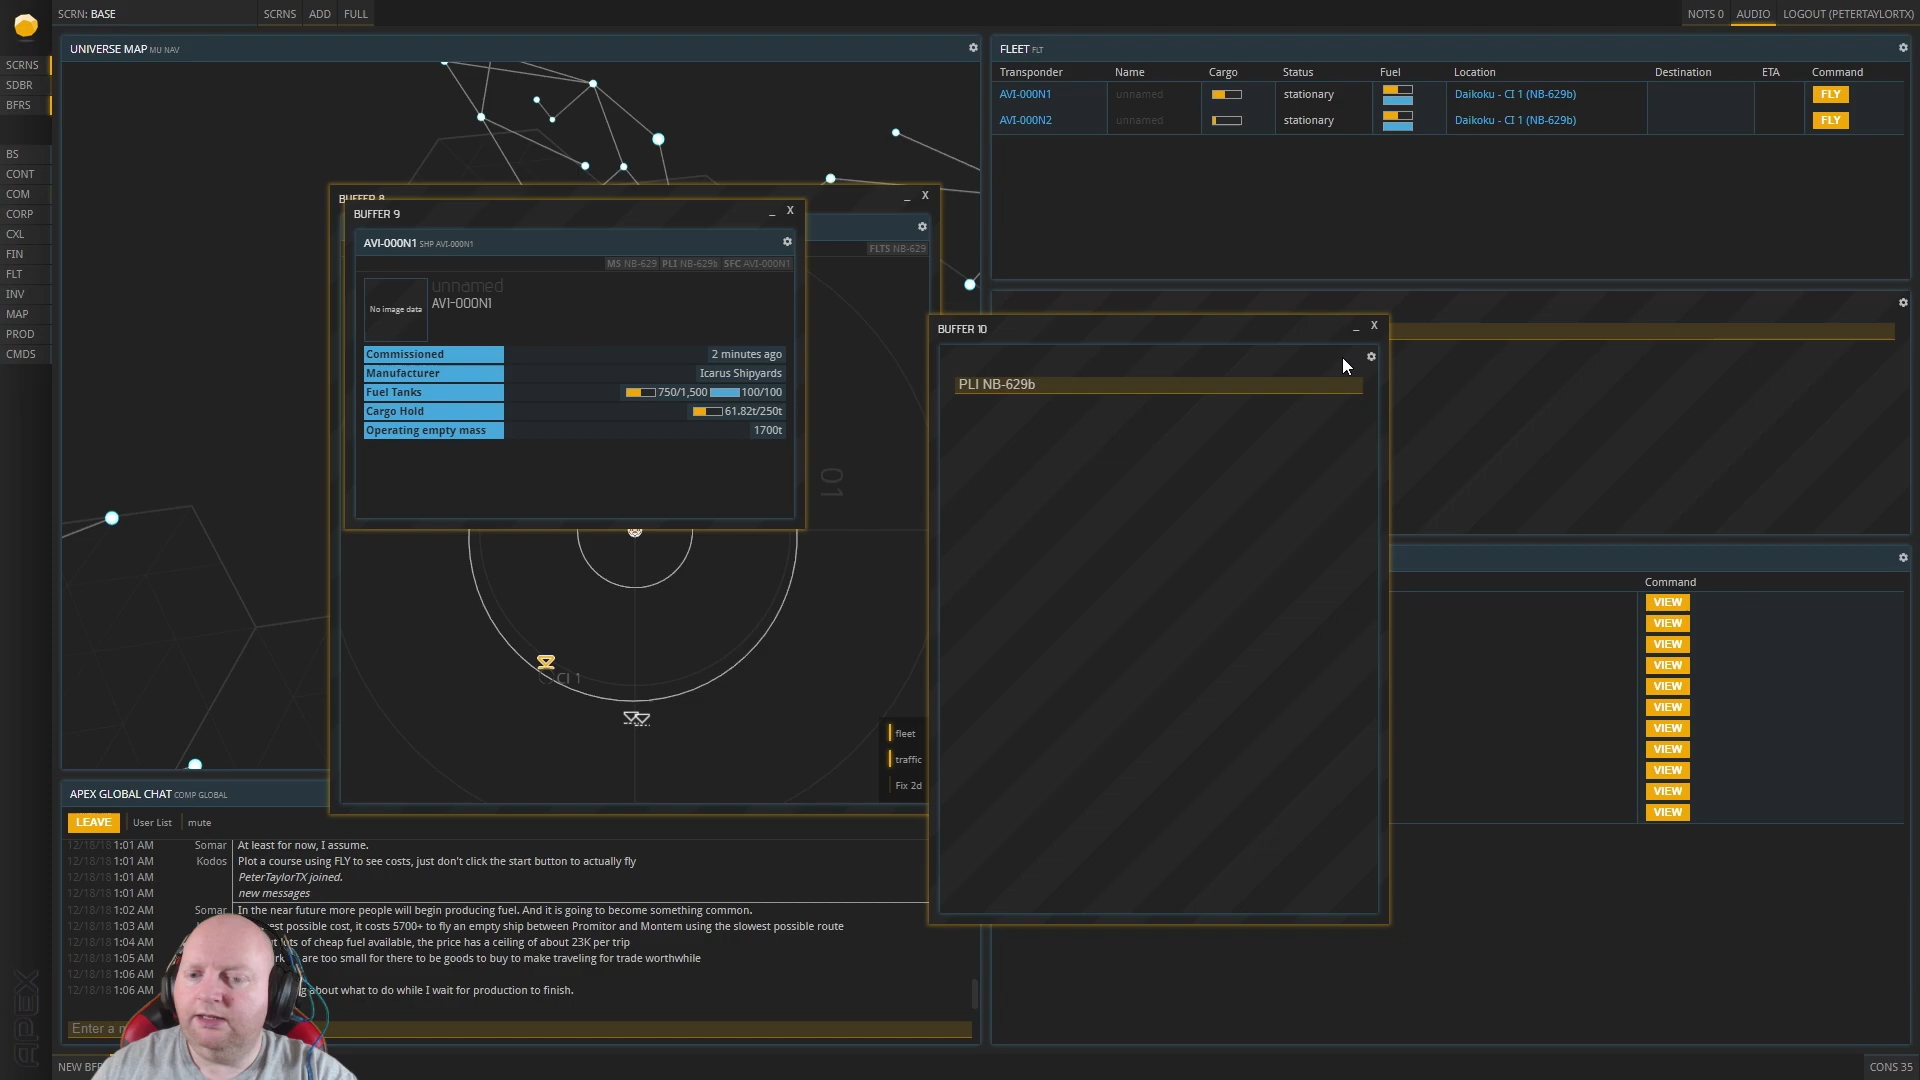 SCRN: BASE
SCRNS
ADD
FULL
NOTS 0
AUDIO
LOGOUT (PETERTAYLORTX)
SCRNS
SDBR
BFRS
BS
CONT
COM
CORP
CXL
FIN
FLT
INV
MAP
PROD
CMDS
APEX
UNIVERSE MAP MU NAV
FLEET FLT
Transponder Name Cargo Status Fuel Location Destination ETA Command
AVI-000N1 unnamed stationary Daikoku - CI 1 (NB-629b) FLY
AVI-000N2 unnamed stationary Daikoku - CI 1 (NB-629b) FLY
BUFFER 8
_ X
FLTS NB-629
BUFFER 9
_ X
AVI-000N1 SHP AVI-000N1
MS NB-629 PLI NB-629b SFC AVI-000N1
No image data
unnamed
AVI-000N1
Commissioned 2 minutes ago
Manufacturer Icarus Shipyards
Fuel Tanks 750/1,500 100/100
Cargo Hold 61.82t/250t
Operating empty mass 1700t
01
CI 1
fleet
traffic
Fix 2d
BUFFER 10
_ X
PLI NB-629b
Command
VIEW
VIEW
VIEW
VIEW
VIEW
VIEW
VIEW
VIEW
VIEW
VIEW
VIEW
APEX GLOBAL CHAT COMP GLOBAL
LEAVE User List mute
12/18/18 1:01 AM Somar At least for now, I assume.
12/18/18 1:01 AM Kodos Plot a course using FLY to see costs, just don't click the start button to actually fly
12/18/18 1:01 AM PeterTaylorTX joined.
12/18/18 1:01 AM new messages
12/18/18 1:02 AM Somar In the near future more people will begin producing fuel. And it is going to become something common.
12/18/18 1:03 AM possible cost, it costs 5700+ to fly an empty ship between Promitor and Montem using the slowest possible route
12/18/18 1:04 AM lots of cheap fuel available, the price has a ceiling of about 23K per trip
12/18/18 1:05 AM are too small for there to be goods to buy to make traveling for trade worthwhile
12/18/18 1:06 AM
12/18/18 1:06 AM about what to do while I wait for production to finish.
Enter a
NEW
CONS 35